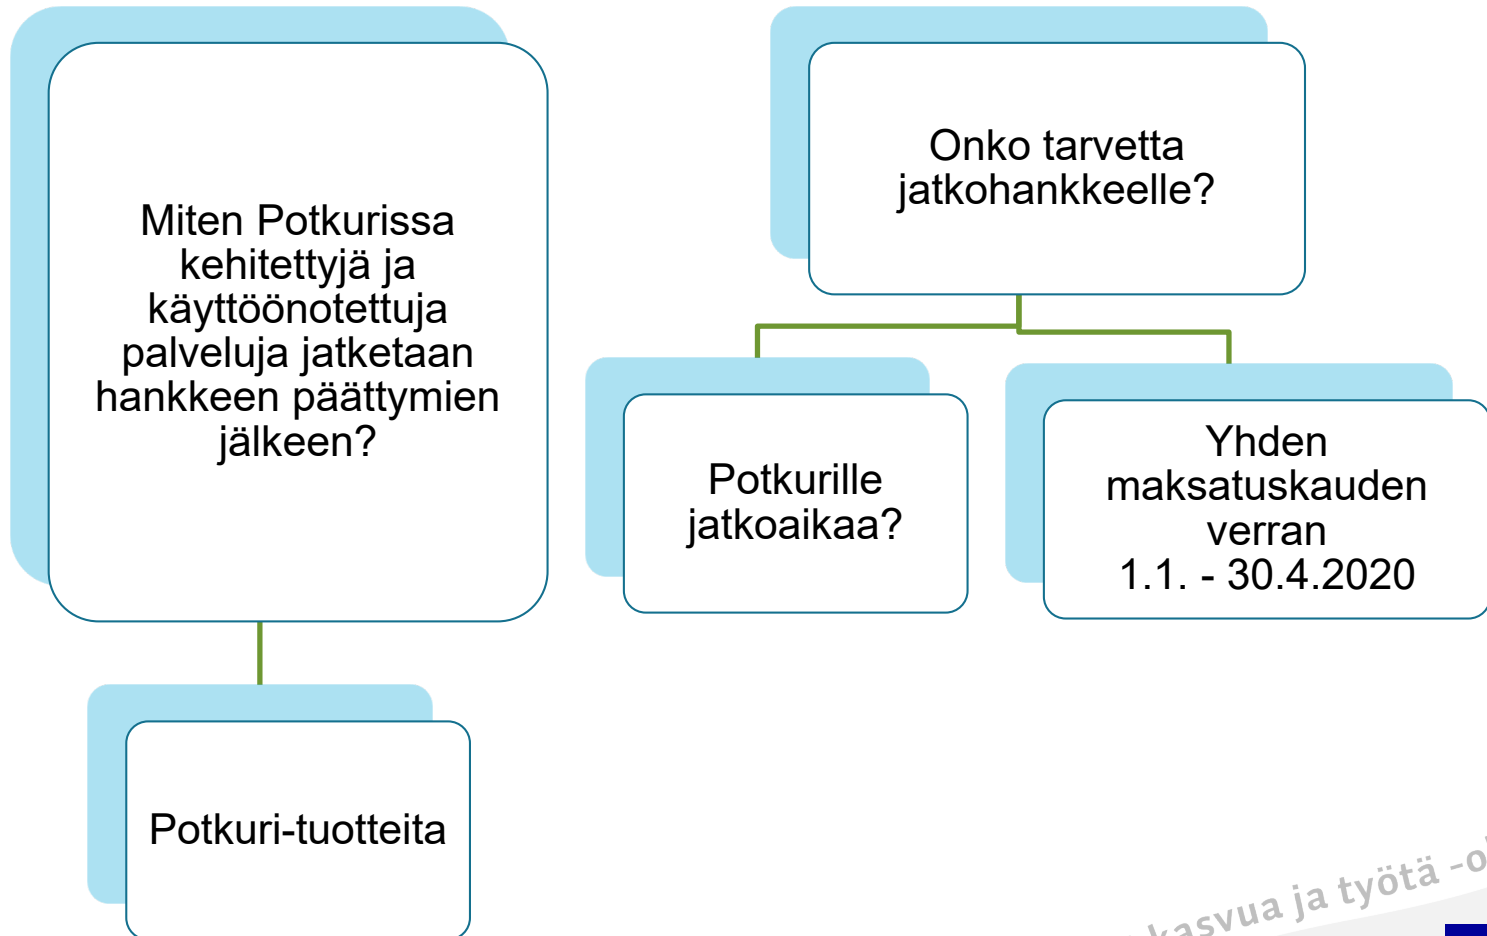 Miten Potkurissa
kehitettyjä ja
käyttöönotettuja
palveluja jatketaan
hankkeen päättymien
jälkeen?
Potkuri-tuotteita
Onko tarvetta
jatkohankkeelle?
Potkurille
jatkoaikaa?
Yhden
maksatuskauden
verran
1.1. - 30.4.2020
kasvua ja työtä